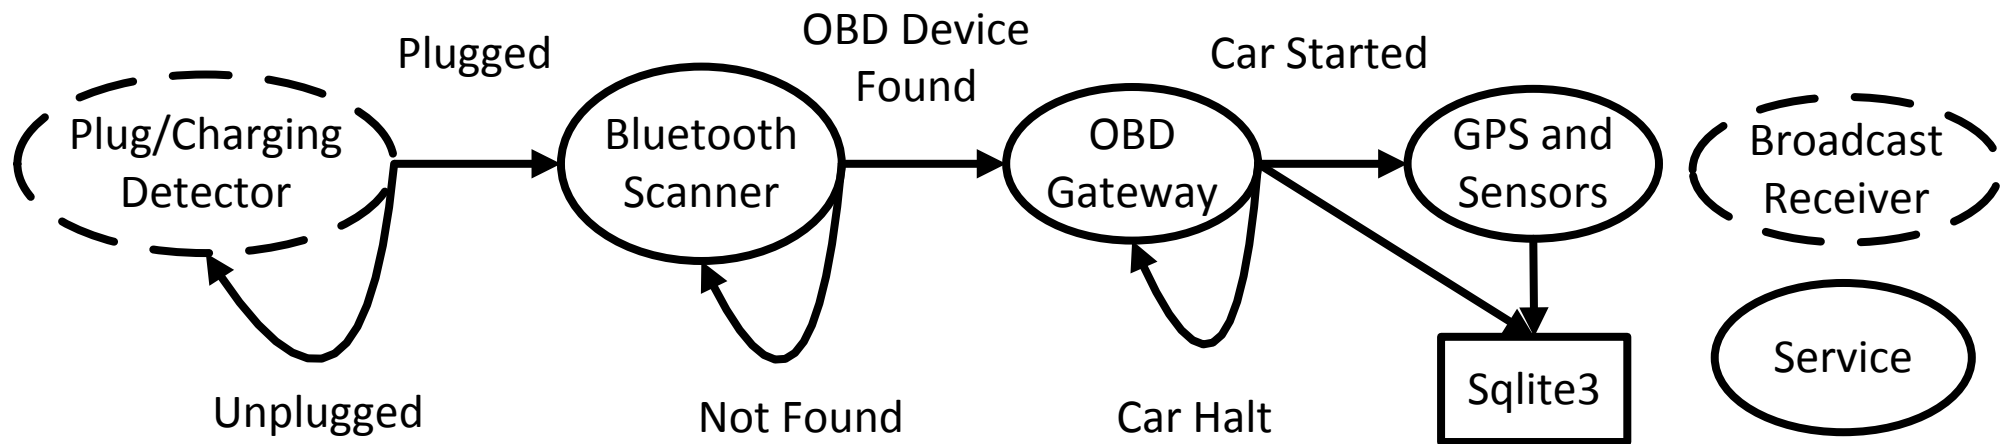 Plugged
OBD Device
Found
Car Started
Plug/Charging
Detector
Bluetooth
Scanner
OBD
Gateway
GPS and
Sensors
Broadcast
Receiver
Unplugged
Not Found
Car Halt
Sqlite3
Service